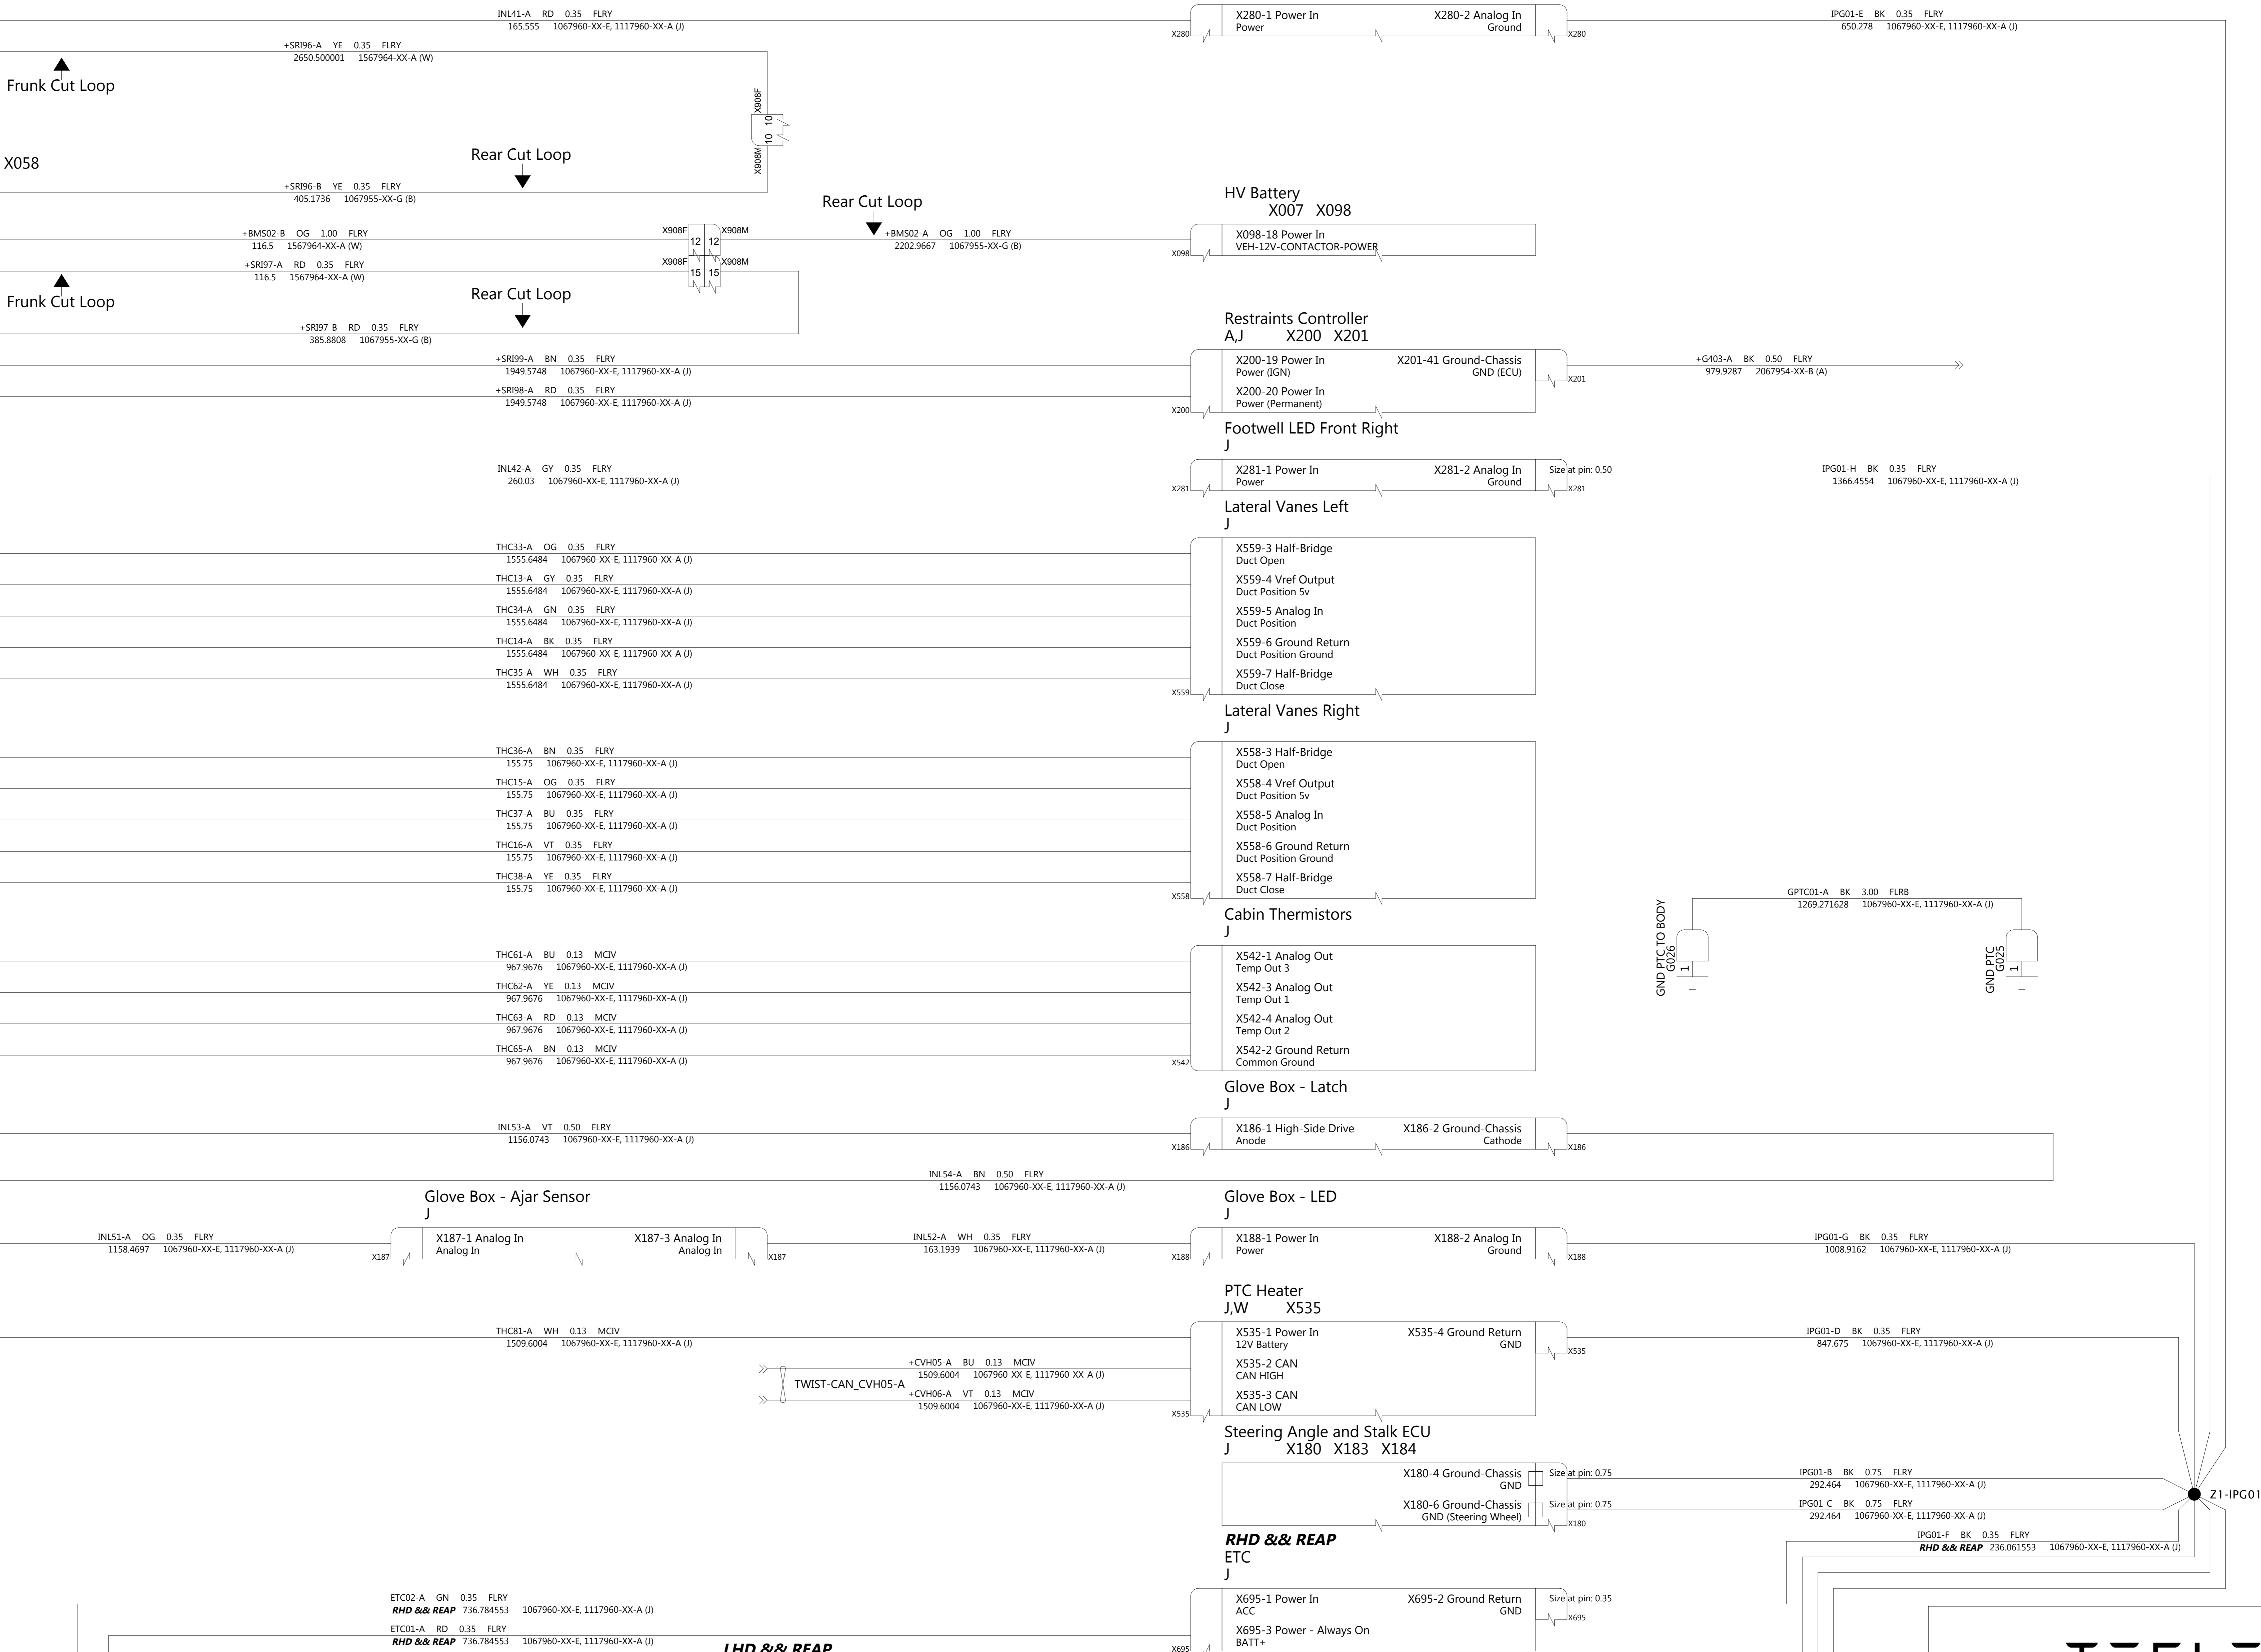 INL41-A RD 0.35 FLRY
165.555 1067960-XX-E, 1117960-XX-A (J)
X280
X280-1 Power In
Power
X280-2 Analog In
Ground
X280
IPG01-E BK 0.35 FLRY
650.278 1067960-XX-E, 1117960-XX-A (J)
+SRI96-A YE 0.35 FLRY
2650.500001 1567964-XX-A (W)
Frunk Cut Loop
X908F
10
10
X908M
X058
Rear Cut Loop
+SRI96-B YE 0.35 FLRY
405.1736 1067955-XX-G (B)
Rear Cut Loop
HV Battery
X007 X098
+BMS02-B OG 1.00 FLRY
116.5 1567964-XX-A (W)
X908F
12
12
X908M
+BMS02-A OG 1.00 FLRY
2202.9667 1067955-XX-G (B)
X098
X098-18 Power In
VEH-12V-CONTACTOR-POWER
+SRI97-A RD 0.35 FLRY
116.5 1567964-XX-A (W)
X908F
15
15
X908M
Frunk Cut Loop
Rear Cut Loop
+SRI97-B RD 0.35 FLRY
385.8808 1067955-XX-G (B)
Restraints Controller
A,J X200 X201
+SRI99-A BN 0.35 FLRY
1949.5748 1067960-XX-E, 1117960-XX-A (J)
X200-19 Power In
Power (IGN)
X201-41 Ground-Chassis
GND (ECU)
X201
+G403-A BK 0.50 FLRY
979.9287 2067954-XX-B (A)
+SRI98-A RD 0.35 FLRY
1949.5748 1067960-XX-E, 1117960-XX-A (J)
X200
X200-20 Power In
Power (Permanent)
Footwell LED Front Right
J
INL42-A GY 0.35 FLRY
260.03 1067960-XX-E, 1117960-XX-A (J)
X281
X281-1 Power In
Power
X281-2 Analog In
Ground
Size at pin: 0.50
X281
IPG01-H BK 0.35 FLRY
1366.4554 1067960-XX-E, 1117960-XX-A (J)
Lateral Vanes Left
J
THC33-A OG 0.35 FLRY
1555.6484 1067960-XX-E, 1117960-XX-A (J)
X559-3 Half-Bridge
Duct Open
THC13-A GY 0.35 FLRY
1555.6484 1067960-XX-E, 1117960-XX-A (J)
X559-4 Vref Output
Duct Position 5v
THC34-A GN 0.35 FLRY
1555.6484 1067960-XX-E, 1117960-XX-A (J)
X559-5 Analog In
Duct Position
THC14-A BK 0.35 FLRY
1555.6484 1067960-XX-E, 1117960-XX-A (J)
X559-6 Ground Return
Duct Position Ground
THC35-A WH 0.35 FLRY
1555.6484 1067960-XX-E, 1117960-XX-A (J)
X559
X559-7 Half-Bridge
Duct Close
Lateral Vanes Right
J
THC36-A BN 0.35 FLRY
155.75 1067960-XX-E, 1117960-XX-A (J)
X558-3 Half-Bridge
Duct Open
THC15-A OG 0.35 FLRY
155.75 1067960-XX-E, 1117960-XX-A (J)
X558-4 Vref Output
Duct Position 5v
THC37-A BU 0.35 FLRY
155.75 1067960-XX-E, 1117960-XX-A (J)
X558-5 Analog In
Duct Position
THC16-A VT 0.35 FLRY
155.75 1067960-XX-E, 1117960-XX-A (J)
X558-6 Ground Return
Duct Position Ground
THC38-A YE 0.35 FLRY
155.75 1067960-XX-E, 1117960-XX-A (J)
X558
X558-7 Half-Bridge
Duct Close
GPTC01-A BK 3.00 FLRB
1269.271628 1067960-XX-E, 1117960-XX-A (J)
GND PTC TO BODY
G026
1
GND PTC
G025
1
Cabin Thermistors
J
THC61-A BU 0.13 MCIV
967.9676 1067960-XX-E, 1117960-XX-A (J)
X542-1 Analog Out
Temp Out 3
THC62-A YE 0.13 MCIV
967.9676 1067960-XX-E, 1117960-XX-A (J)
X542-3 Analog Out
Temp Out 1
THC63-A RD 0.13 MCIV
967.9676 1067960-XX-E, 1117960-XX-A (J)
X542-4 Analog Out
Temp Out 2
THC65-A BN 0.13 MCIV
967.9676 1067960-XX-E, 1117960-XX-A (J)
X542
X542-2 Ground Return
Common Ground
Glove Box - Latch
J
INL53-A VT 0.50 FLRY
1156.0743 1067960-XX-E, 1117960-XX-A (J)
X186
X186-1 High-Side Drive
Anode
X186-2 Ground-Chassis
Cathode
X186
INL54-A BN 0.50 FLRY
1156.0743 1067960-XX-E, 1117960-XX-A (J)
Glove Box - Ajar Sensor
J
Glove Box - LED
J
INL51-A OG 0.35 FLRY
1158.4697 1067960-XX-E, 1117960-XX-A (J)
X187
X187-1 Analog In
Analog In
X187-3 Analog In
Analog In
X187
INL52-A WH 0.35 FLRY
163.1939 1067960-XX-E, 1117960-XX-A (J)
X188
X188-1 Power In
Power
X188-2 Analog In
Ground
X188
IPG01-G BK 0.35 FLRY
1008.9162 1067960-XX-E, 1117960-XX-A (J)
PTC Heater
J,W X535
THC81-A WH 0.13 MCIV
1509.6004 1067960-XX-E, 1117960-XX-A (J)
X535-1 Power In
12V Battery
X535-4 Ground Return
GND
X535
IPG01-D BK 0.35 FLRY
847.675 1067960-XX-E, 1117960-XX-A (J)
+CVH05-A BU 0.13 MCIV
1509.6004 1067960-XX-E, 1117960-XX-A (J)
X535-2 CAN
CAN HIGH
TWIST-CAN_CVH05-A
+CVH06-A VT 0.13 MCIV
1509.6004 1067960-XX-E, 1117960-XX-A (J)
X535
X535-3 CAN
CAN LOW
Steering Angle and Stalk ECU
J X180 X183 X184
X180-4 Ground-Chassis
GND
Size at pin: 0.75
IPG01-B BK 0.75 FLRY
292.464 1067960-XX-E, 1117960-XX-A (J)
Z1-IPG01
X180-6 Ground-Chassis
GND (Steering Wheel)
Size at pin: 0.75
X180
IPG01-C BK 0.75 FLRY
292.464 1067960-XX-E, 1117960-XX-A (J)
IPG01-F BK 0.35 FLRY
RHD && REAP 236.061553 1067960-XX-E, 1117960-XX-A (J)
RHD && REAP
ETC
J
ETC02-A GN 0.35 FLRY
RHD && REAP 736.784553 1067960-XX-E, 1117960-XX-A (J)
X695-1 Power In
ACC
X695-2 Ground Return
GND
Size at pin: 0.35
X695
ETC01-A RD 0.35 FLRY
RHD && REAP 736.784553 1067960-XX-E, 1117960-XX-A (J)
X695
X695-3 Power - Always On
BATT+
LHD && REAP